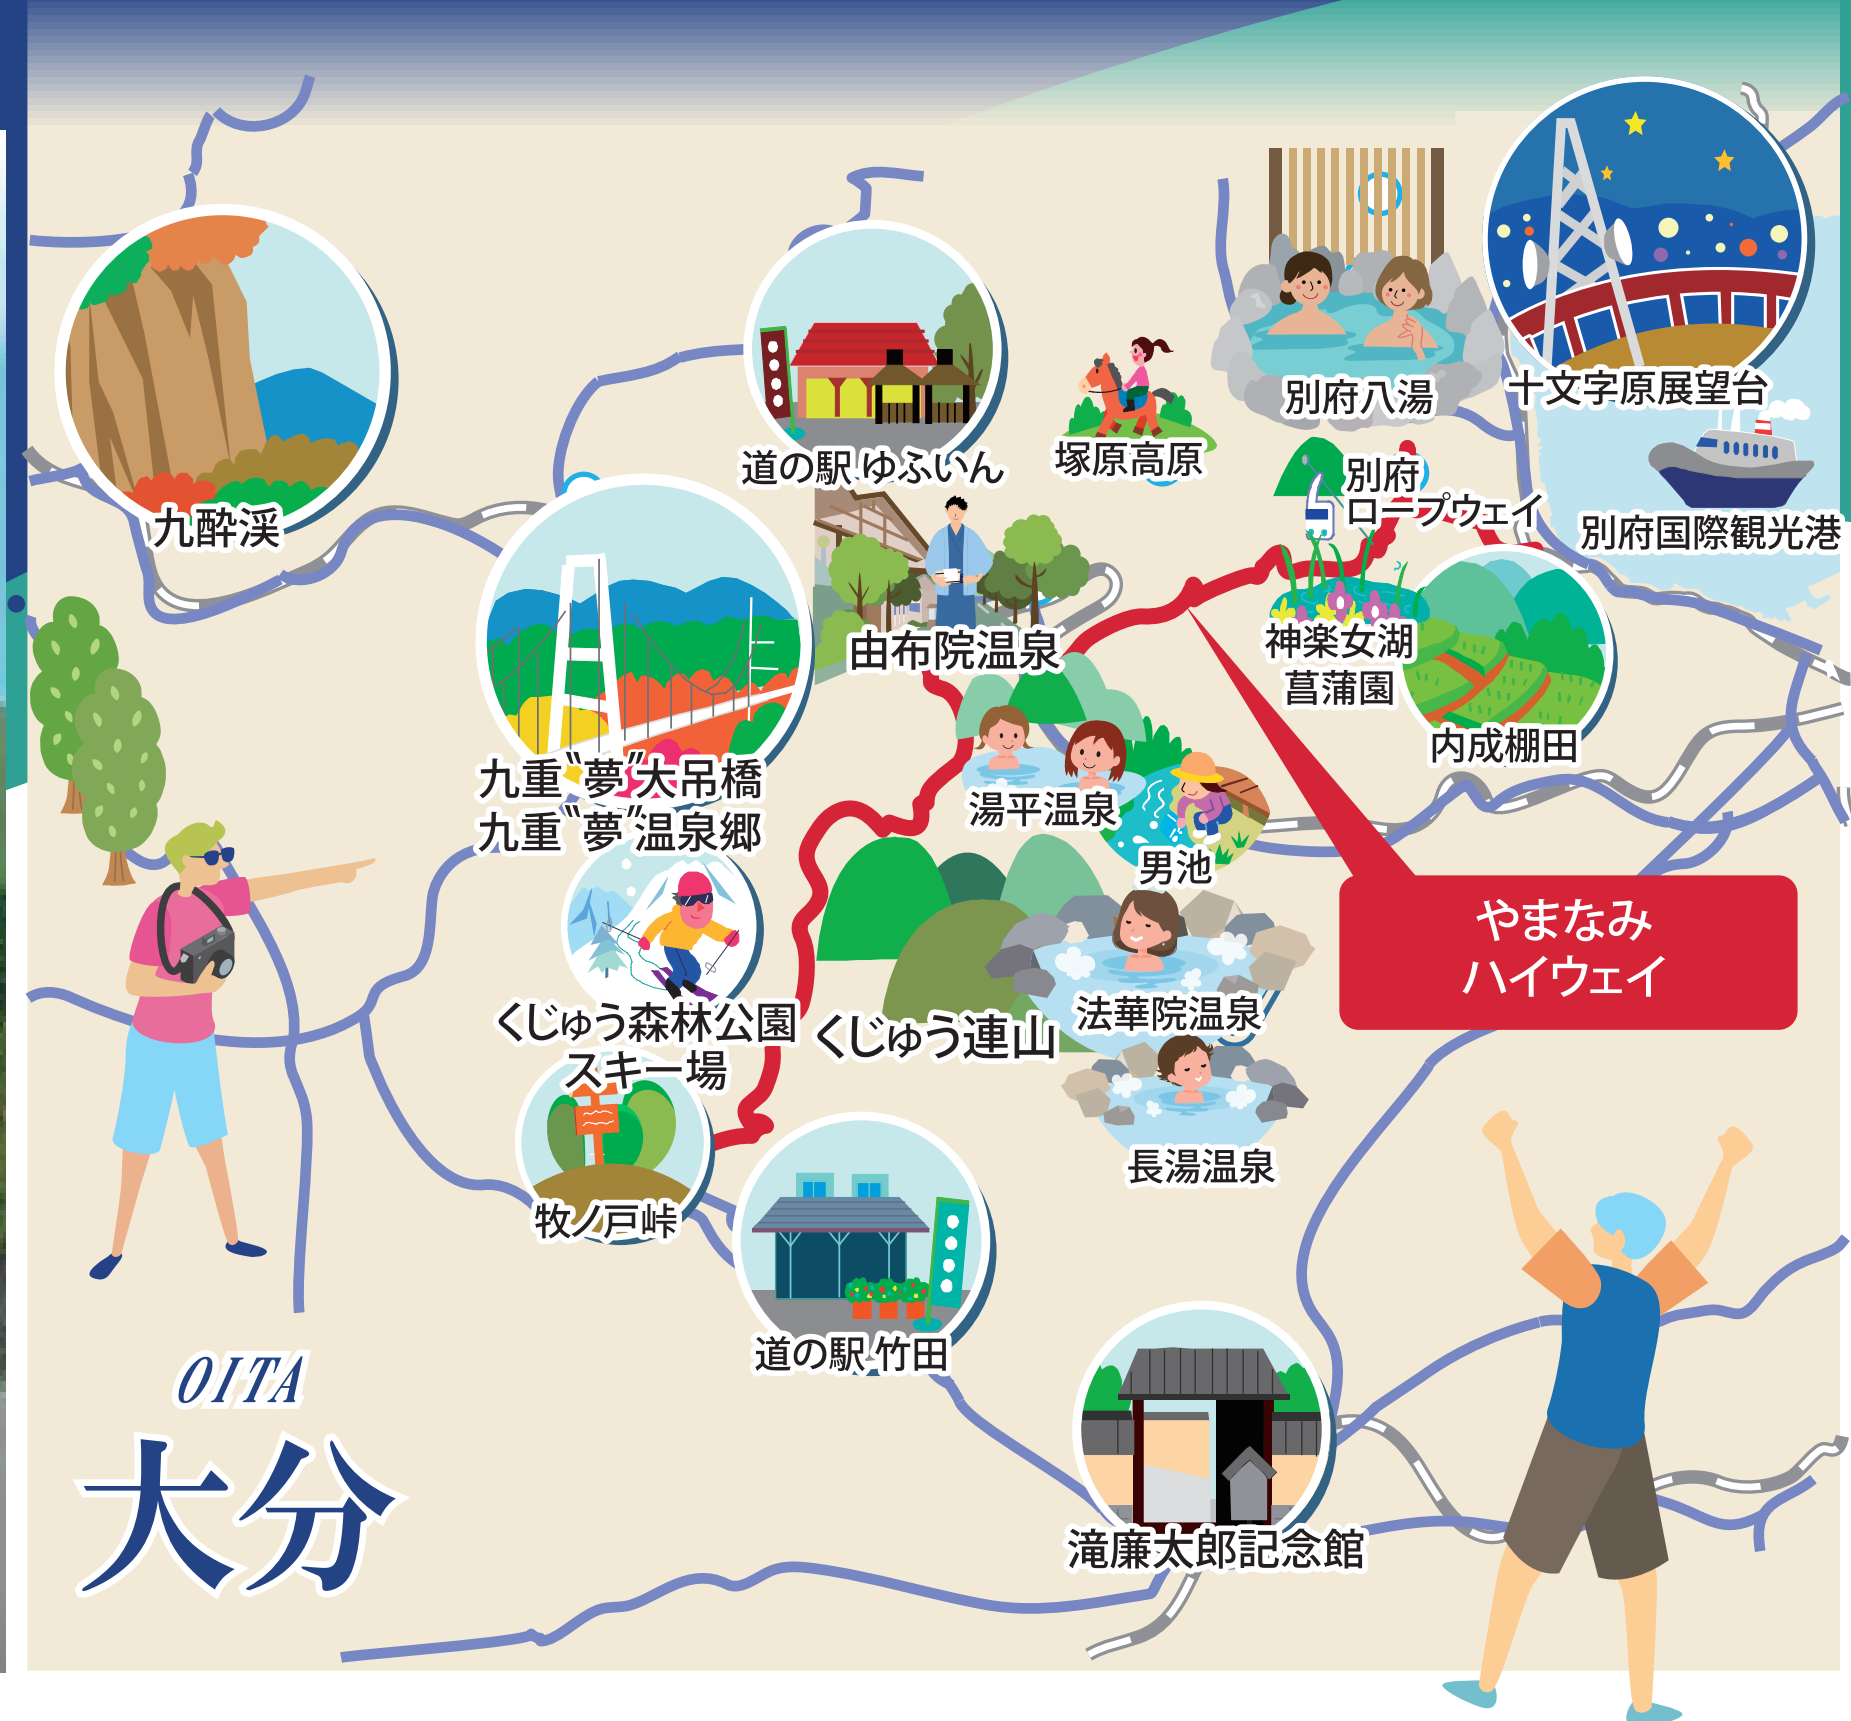 十文字原展望台
別府八湯
道の駅 ゆふいん
塚原高原
別府
ロープウェイ
別府国際観光港
九酔渓
由布院温泉
神楽女湖
菖蒲園
内成棚田
九重“夢”大吊橋
九重“夢”温泉郷
湯平温泉
男池
やまなみ
ハイウェイ
くじゅう森林公園
スキー場
くじゅう連山
法華院温泉
長湯温泉
牧ノ戸峠
道の駅 竹田
滝廉太郎記念館
OITA
大分